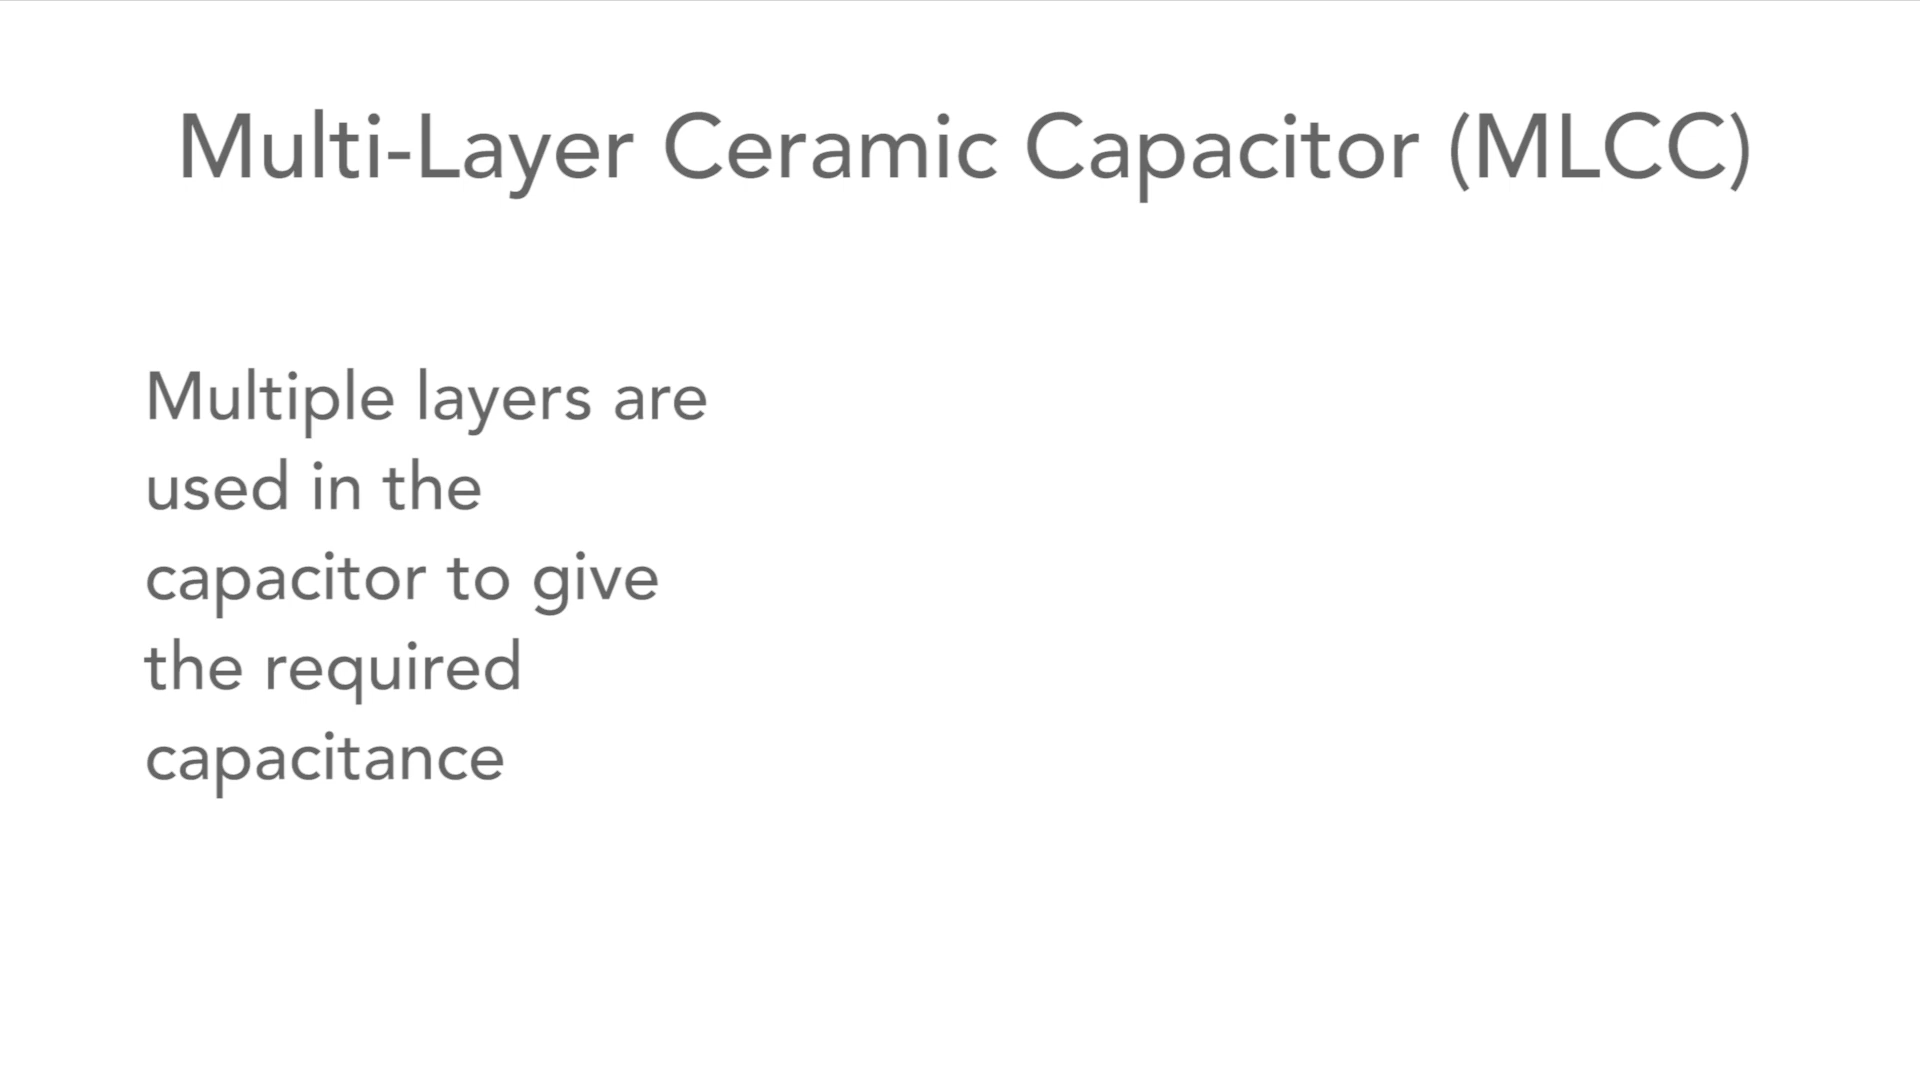 Multi-Layer Ceramic Capacitor (MLCC)
Multiple layers are
used in the
capacitor to give
the required
capacitance